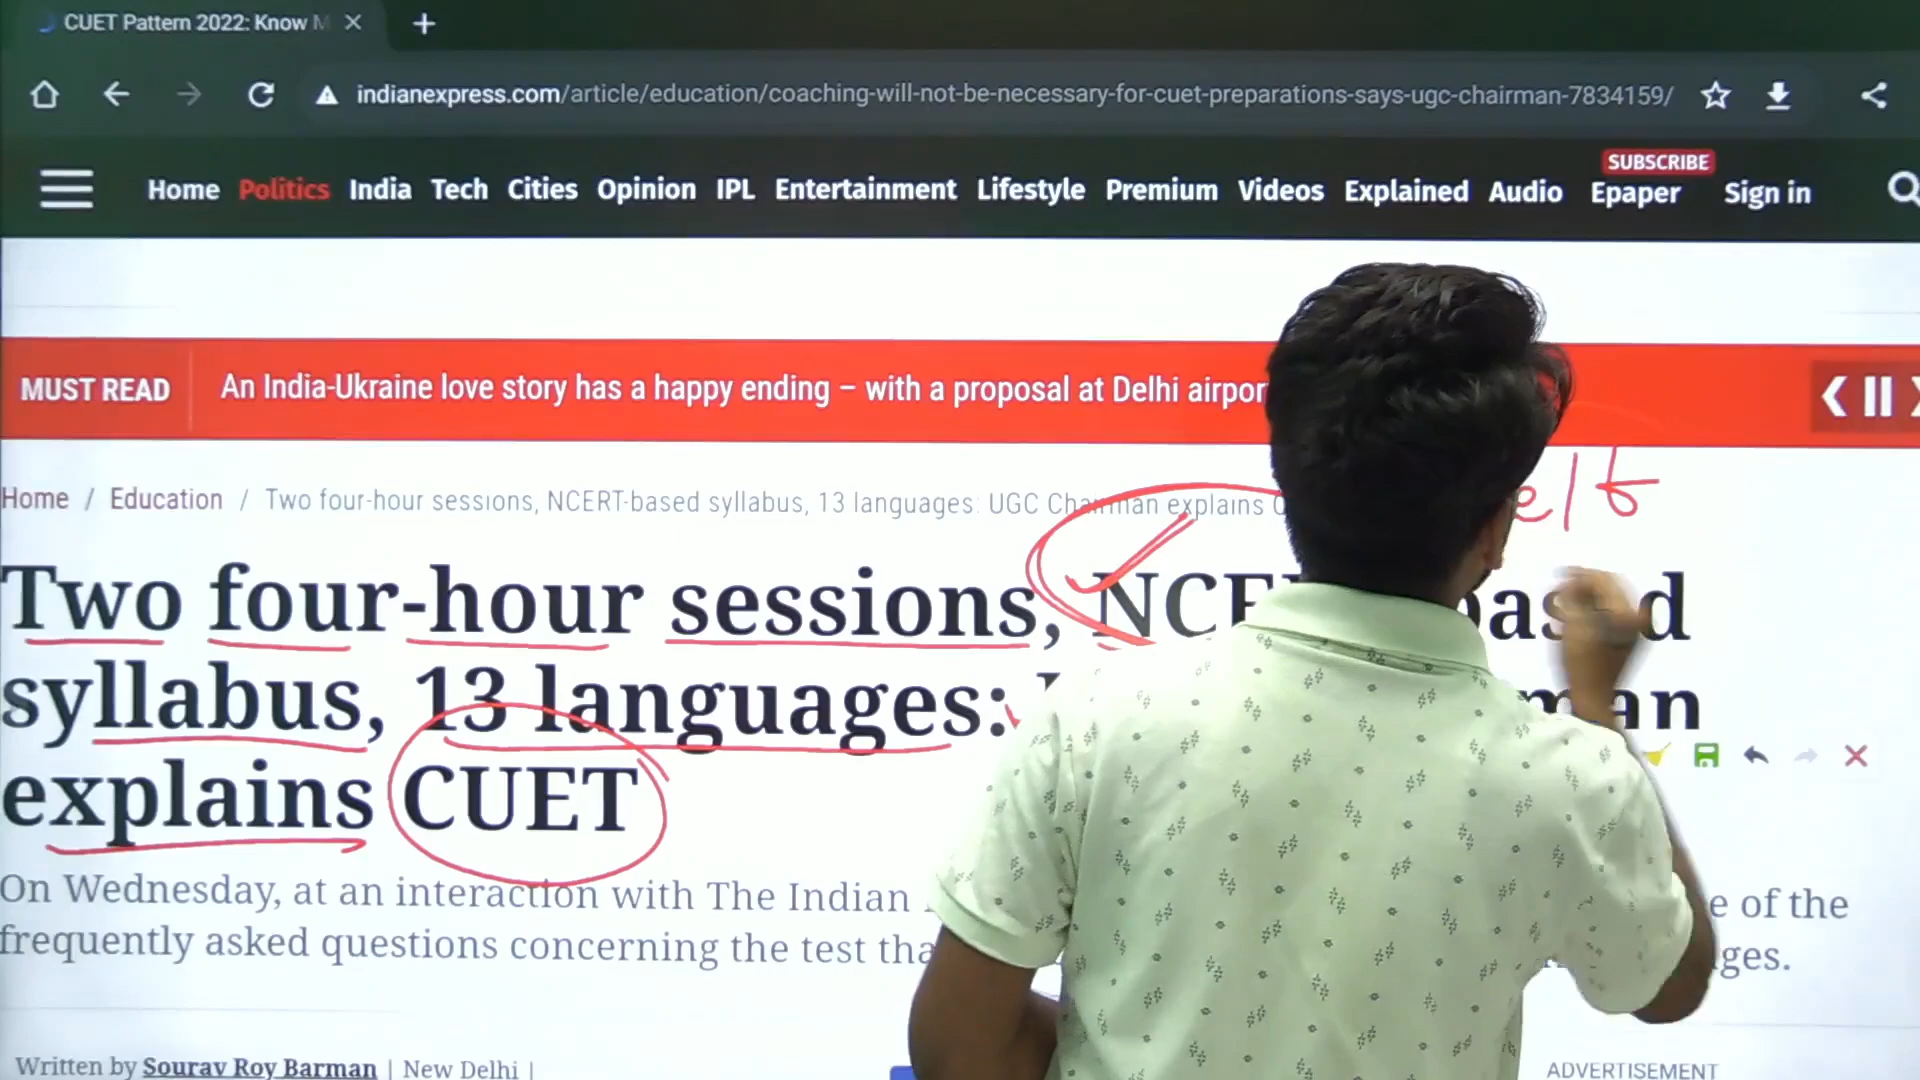 CUET Pattern 2022: Know M
indianexpress.com/article/education/coaching-will-not-be-necessary-for-cuet-preparations-says-ugc-chairman-7834159/
SUBSCRIBE
Home Politics India Tech Cities Opinion IPL Entertainment Lifestyle Premium Videos Explained Audio Epaper Sign in
MUST READ An India-Ukraine love story has a happy ending – with a proposal at Delhi airpor
Home / Education / Two four-hour sessions, NCERT-based syllabus, 13 languages: UGC Chairman explains
Two four-hour sessions, NCE based
syllabus, 13 languages: man
explains CUET
On Wednesday, at an interaction with The Indian e of the
frequently asked questions concerning the test tha ges.
Written by Sourav Roy Barman | New Delhi |
ADVERTISEMENT